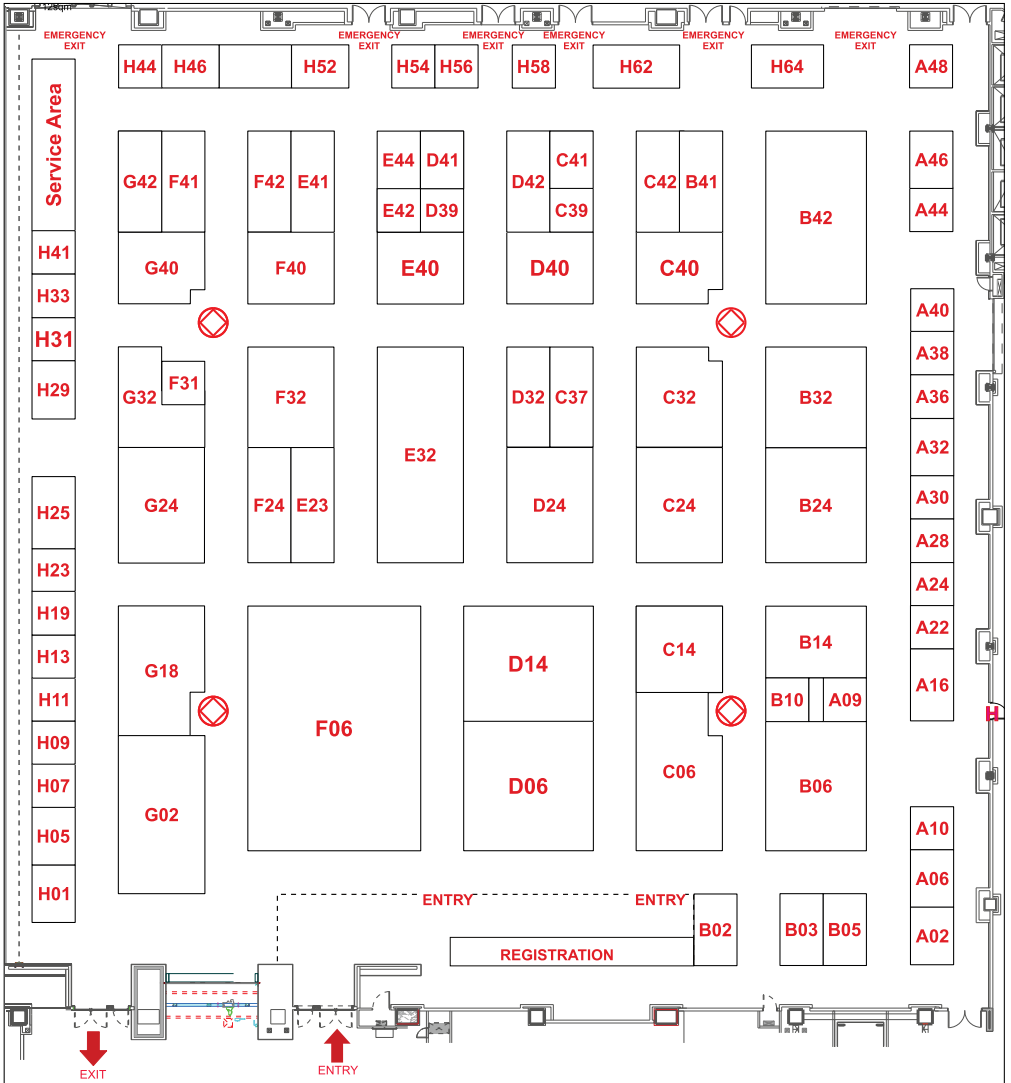 129qm
EMERGENCY
EXIT
EMERGENCY
EXIT
EMERGENCY
EXIT
EMERGENCY
EXIT
EMERGENCY
EXIT
EMERGENCY
EXIT
H44 H46 H52 H54 H56 H58 H62 H64 A48
Service Area
G42 F41 F42 E41 E44 D41 D42 C41 C42 B41 B42 A46
E42 D39 C39 A44
H41 G40 F40 E40 D40 C40
H33 A40
H31 A38
H29 G32 F31 F32 D32 C37 C32 B32 A36
E32 A32
H25 G24 F24 E23 D24 C24 B24 A30
A28
H23 A24
H19 A22
H13 G18 D14 C14 B14
H11 B10 A09 A16
H
H09 F06
H07 D06 C06 B06
H05 G02 A10
H01 A06
ENTRY ENTRY
B02 B03 B05 A02
REGISTRATION
EXIT ENTRY